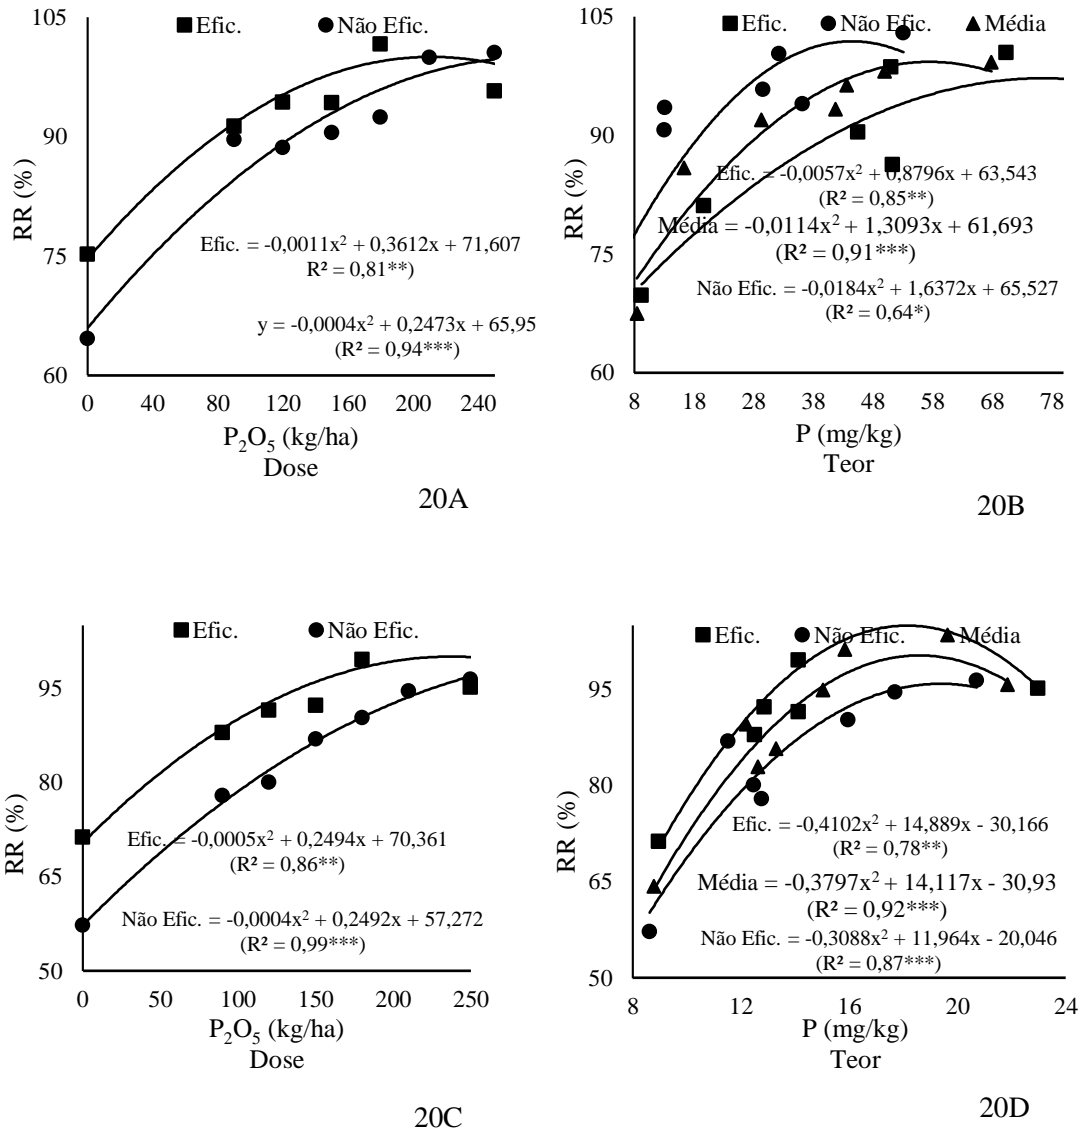 Efic. Não Efic.
105
90
75
60
RR (%)
Efic. = -0,0011x² + 0,3612x + 71,607
R² = 0,81**)
y = -0,0004x² + 0,2473x + 65,95
(R² = 0,94***)
0 40 80 120 160 200 240
P₂O₅ (kg/ha)
Dose
20A
Efic. Não Efic. Média
105
90
75
60
RR (%)
Efic. = -0,0057x² + 0,8796x + 63,543
(R² = 0,85**)
Média = -0,0114x² + 1,3093x + 61,693
(R² = 0,91***)
Não Efic. = -0,0184x² + 1,6372x + 65,527
(R² = 0,64*)
8 18 28 38 48 58 68 78
P (mg/kg)
Teor
20B
Efic. Não Efic.
95
80
65
50
RR (%)
Efic. = -0,0005x² + 0,2494x + 70,361
(R² = 0,86**)
Não Efic. = -0,0004x² + 0,2492x + 57,272
(R² = 0,99***)
0 50 100 150 200 250
P₂O₅ (kg/ha)
Dose
20C
Efic. Não Efic. Média
95
80
65
50
RR (%)
Efic. = -0,4102x² + 14,889x - 30,166
(R² = 0,78**)
Média = -0,3797x² + 14,117x - 30,93
(R² = 0,92***)
Não Efic. = -0,3088x² + 11,964x - 20,046
(R² = 0,87***)
8 12 16 20 24
P (mg/kg)
Teor
20D